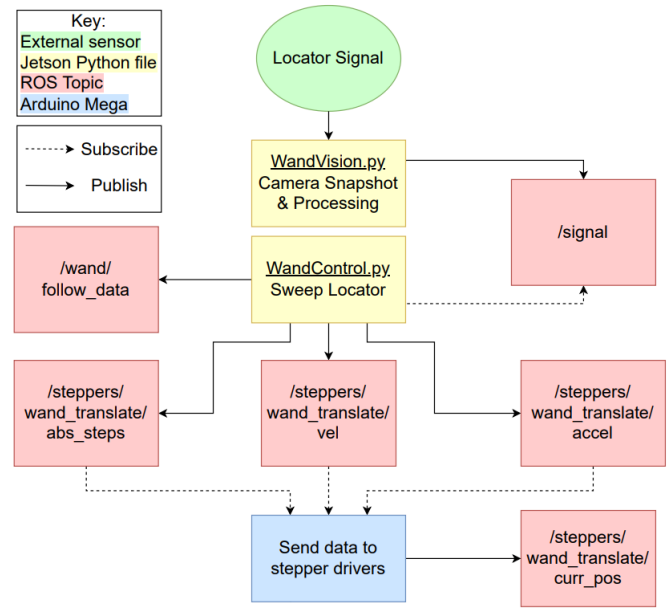 Key:
External sensor
Jetson Python file
ROS Topic
Arduino Mega
Subscribe
Publish
Locator Signal
WandVision.py
Camera Snapshot
& Processing
/signal
/wand/
follow_data
WandControl.py
Sweep Locator
/steppers/
wand_translate/
abs_steps
/steppers/
wand_translate/
vel
/steppers/
wand_translate/
accel
Send data to
stepper drivers
/steppers/
wand_translate/
curr_pos